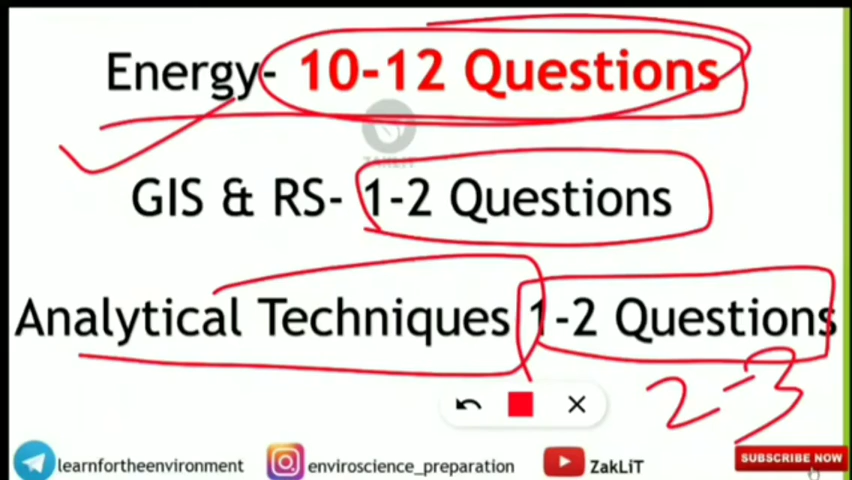 Energy- 10-12 Questions
ZAKLiT
GIS & RS- 1-2 Questions
Analytical Techniques 1-2 Questions
2-3
learnfortheenvironment enviroscience_preparation ZakLiT SUBSCRIBE NOW